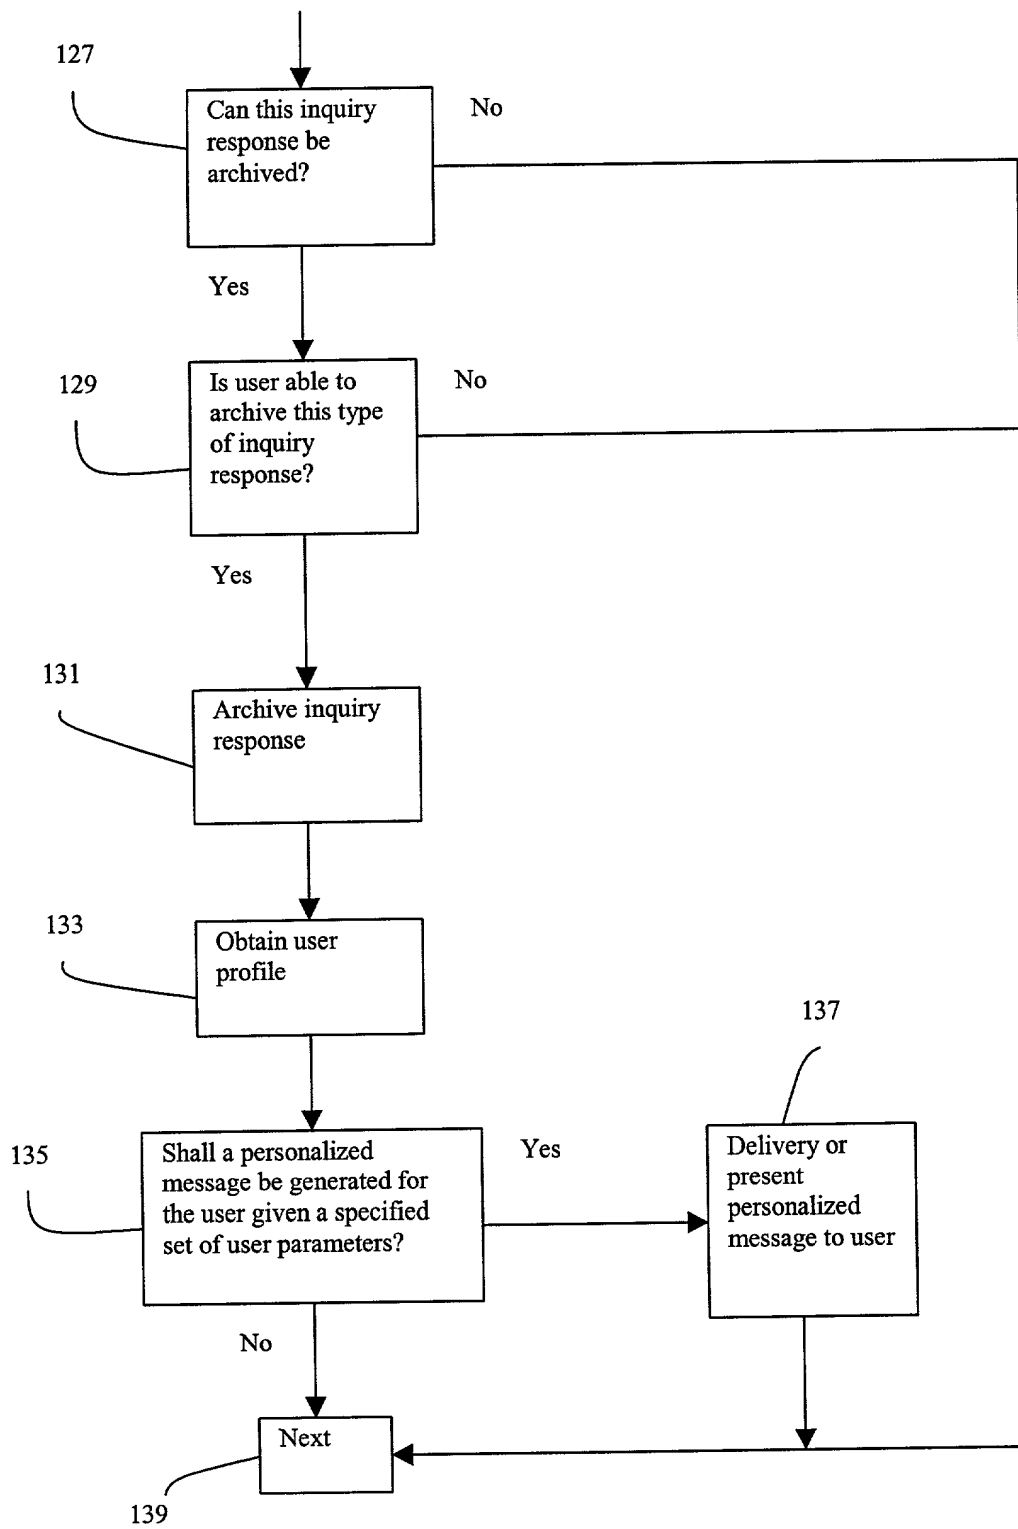 127
Can this inquiry
response be
archived?
No
Yes
129
Is user able to
archive this type
of inquiry
response?
No
Yes
131
Archive inquiry
response
133
Obtain user
profile
137
135
Shall a personalized
message be generated for
the user given a specified
set of user parameters?
Yes
Delivery or
present
personalized
message to user
No
Next
139